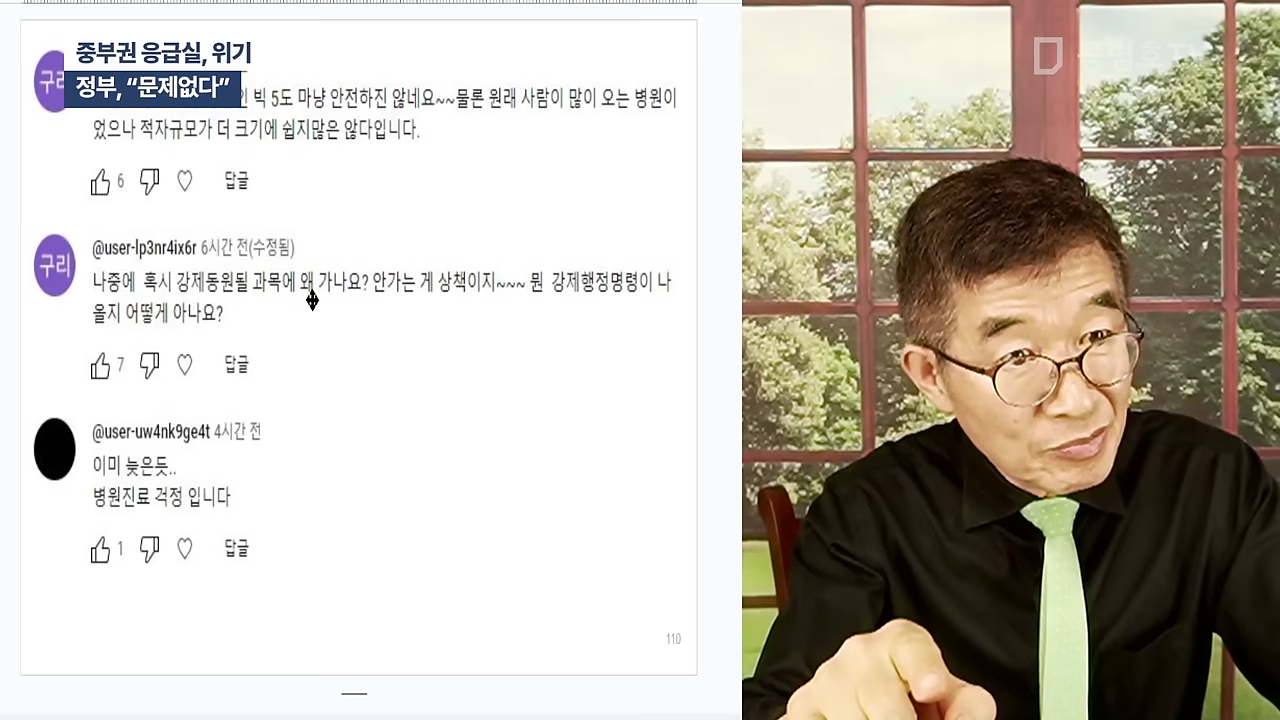 중부권 응급실, 위기
정부, “문제없다”
구리
빅 5도 마냥 안전하진 않네요~~물론 원래 사람이 많이 오는 병원이
었으나 적자규모가 더 크기에 쉽지많은 않다입니다.
6 답글
구리
@user-lp3nr4ix6r 6시간 전(수정됨)
나중에 혹시 강제동원될 과목에 왜 가나요? 안가는 게 상책이지~~~ 뭔 강제행정명령이 나
올지 어떻게 아나요?
7 답글
@user-uw4nk9ge4t 4시간 전
이미 늦은듯..
병원진료 걱정 입니다
1 답글
110